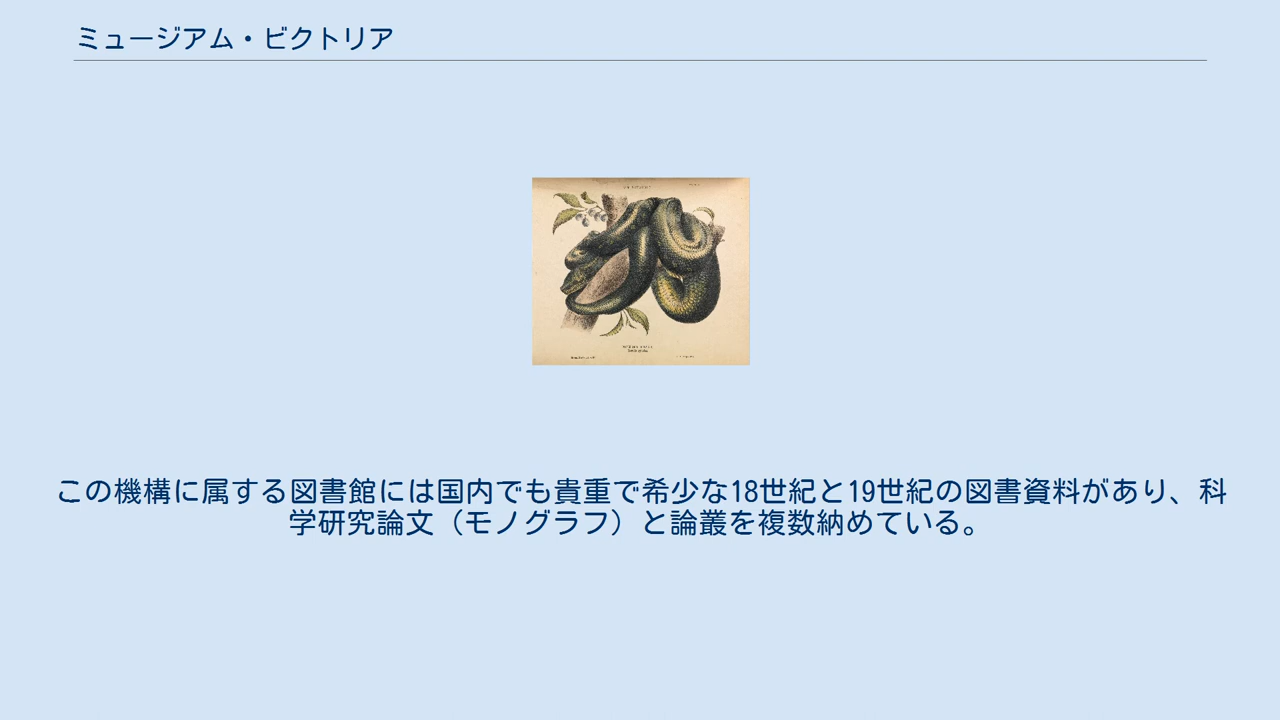 ミュージアム・ビクトリア
この機構に属する図書館には国内でも貴重で希少な18世紀と19世紀の図書資料があり、科
学研究論文（モノグラフ）と論叢を複数納めている。